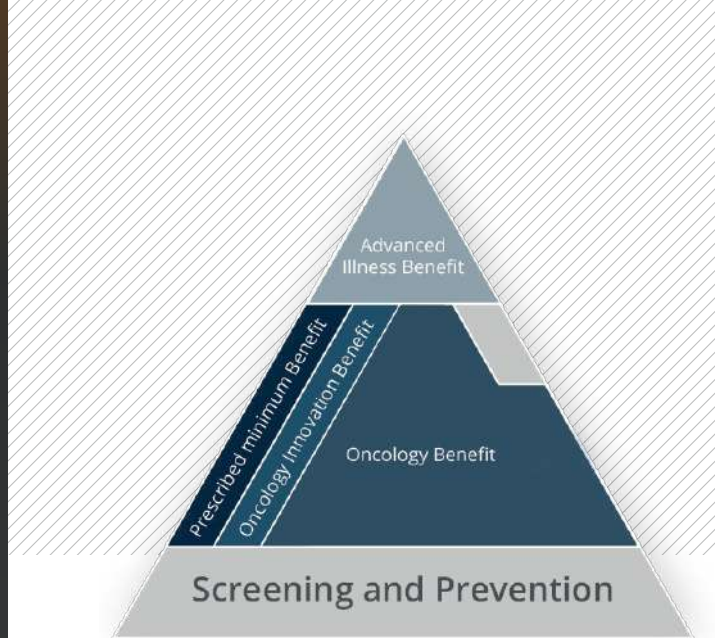 Advanced
Illness Benefit
Prescribed minimum Benefit
Oncology Innovation Benefit
Oncology Benefit
Screening and Prevention